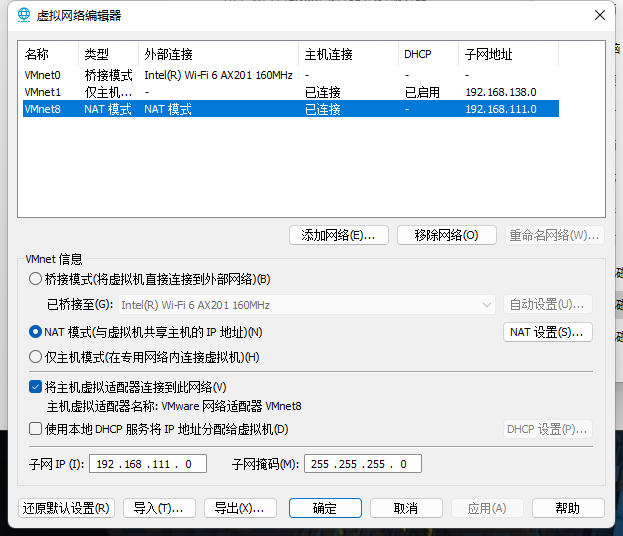 虚拟网络编辑器
名称 类型 外部连接 主机连接 DHCP 子网地址
VMnet0 桥接模式 Intel(R) Wi-Fi 6 AX201 160MHz - - -
VMnet1 仅主机... - 已连接 已启用 192.168.138.0
VMnet8 NAT 模式 NAT 模式 已连接 - 192.168.111.0
添加网络(E)... 移除网络(O) 重命名网络(W)...
VMnet 信息
桥接模式(将虚拟机直接连接到外部网络)(B)
已桥接至(G): Intel(R) Wi-Fi 6 AX201 160MHz 自动设置(U)...
NAT 模式(与虚拟机共享主机的 IP 地址)(N) NAT 设置(S)...
仅主机模式(在专用网络内连接虚拟机)(H)
将主机虚拟适配器连接到此网络(V)
主机虚拟适配器名称: VMware 网络适配器 VMnet8
使用本地 DHCP 服务将 IP 地址分配给虚拟机(D) DHCP 设置(P)...
子网 IP (I): 192 . 168 . 111 . 0 子网掩码(M): 255 . 255 . 255 . 0
还原默认设置(R) 导入(T)... 导出(X)... 确定 取消 应用(A) 帮助